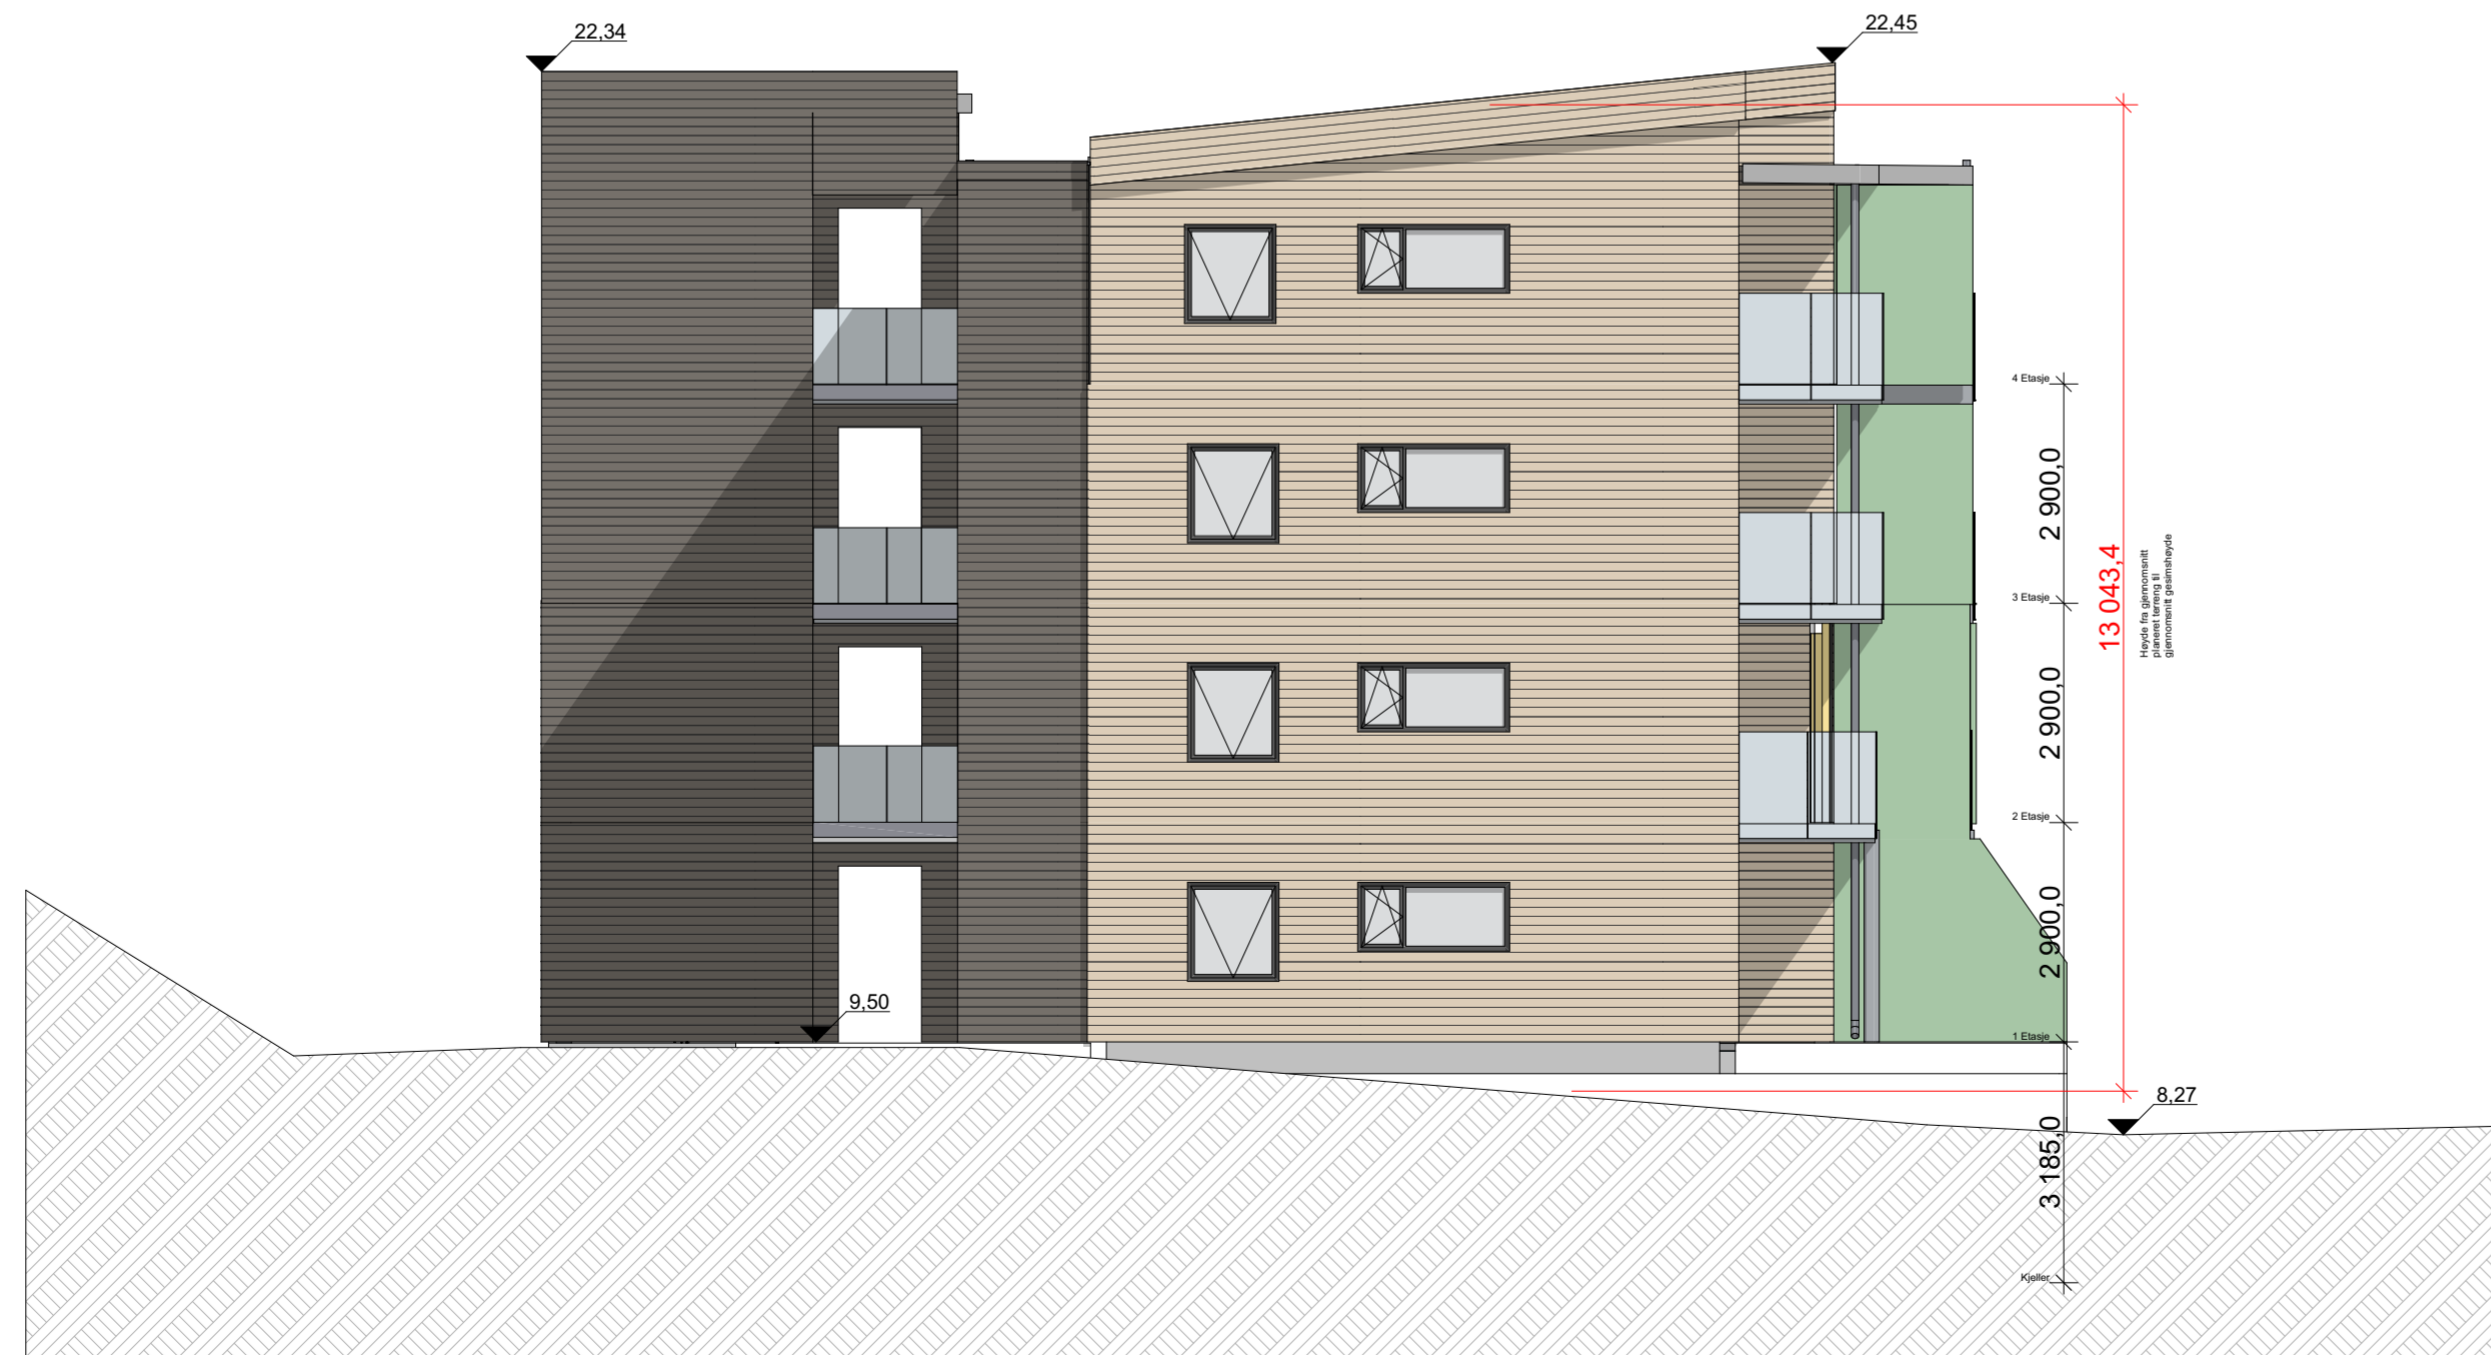 22,34
22,45
4 Etasje
2 900,0
3 Etasje
13 043,4
Høyde fra gjennomsnitt
planeret terreng til
gjennomsnitt gesimshøyde
2 900,0
2 Etasje
2 900,0
9,50
1 Etasje
8,27
3 185,0
Kjeller